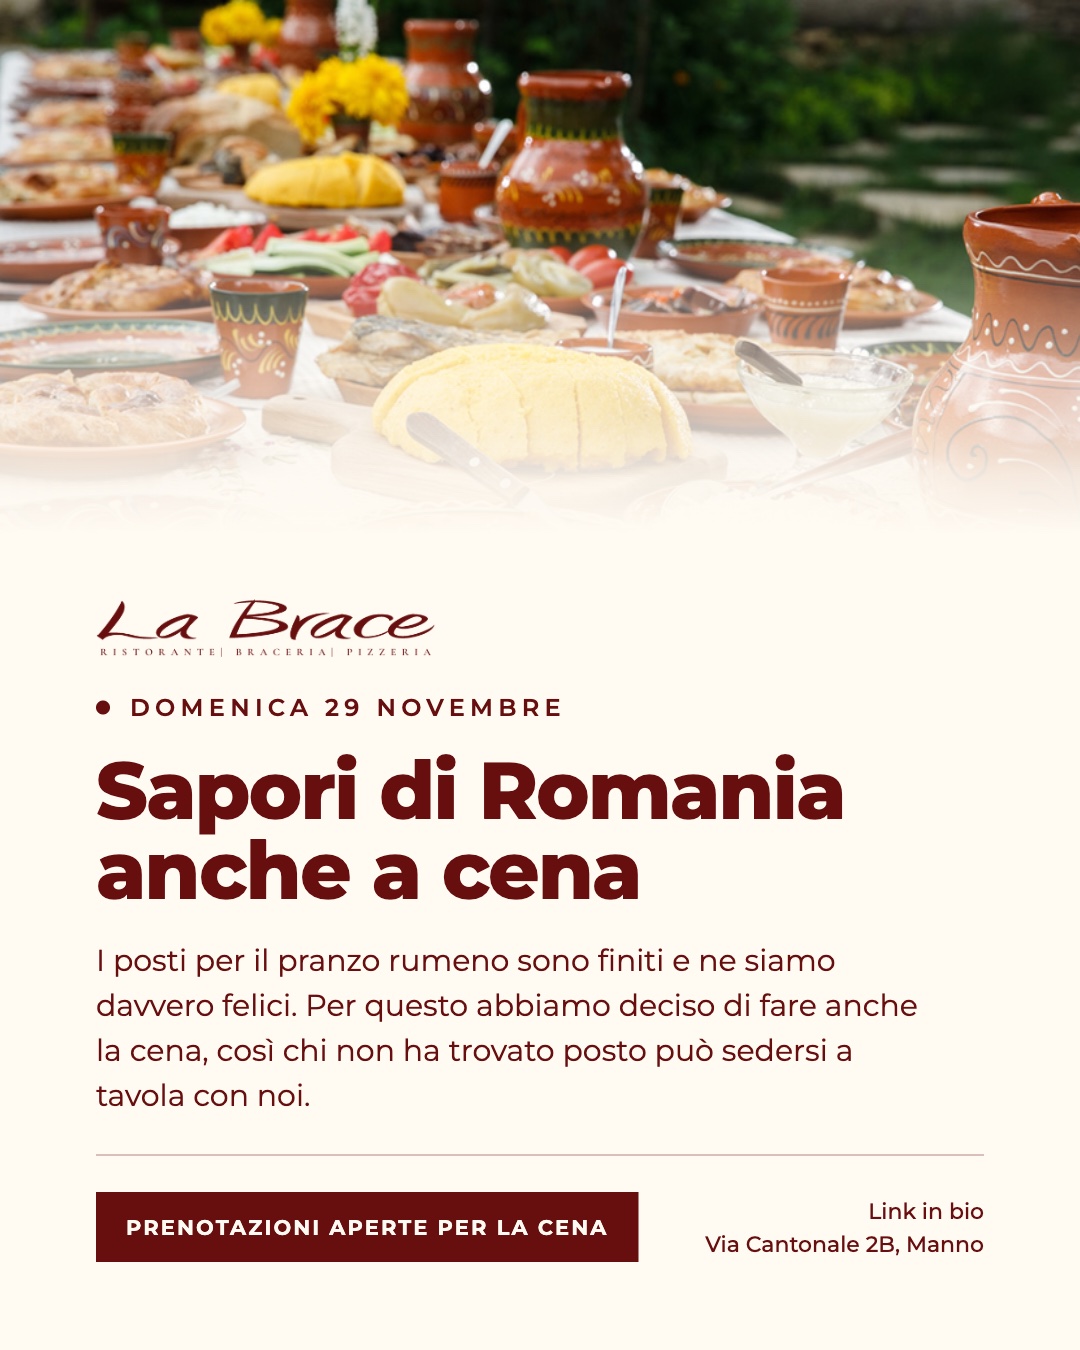 La Brace
RISTORANTE| BRACERIA| PIZZERIA
DOMENICA 29 NOVEMBRE
Sapori di Romania
anche a cena
I posti per il pranzo rumeno sono finiti e ne siamo
davvero felici. Per questo abbiamo deciso di fare anche
la cena, così chi non ha trovato posto può sedersi a
tavola con noi.
PRENOTAZIONI APERTE PER LA CENA
Link in bio
Via Cantonale 2B, Manno